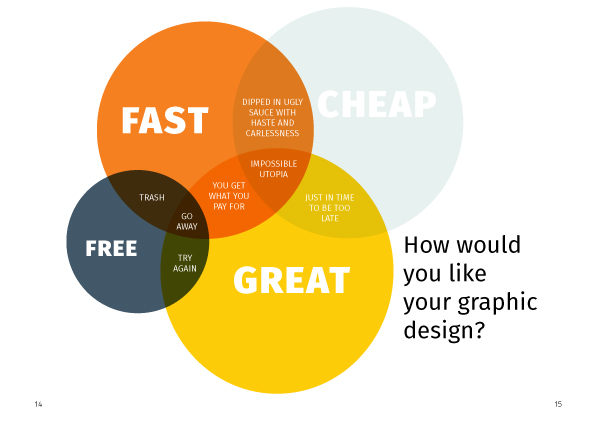 FAST
CHEAP
DIPPED IN UGLY
SAUCE WITH
HASTE AND
CARLESSNESS
IMPOSSIBLE
UTOPIA
YOU GET
WHAT YOU
PAY FOR
JUST IN TIME
TO BE TOO
LATE
TRASH
GO
AWAY
FREE
TRY
AGAIN
GREAT
How would
you like
your graphic
design?
14
15